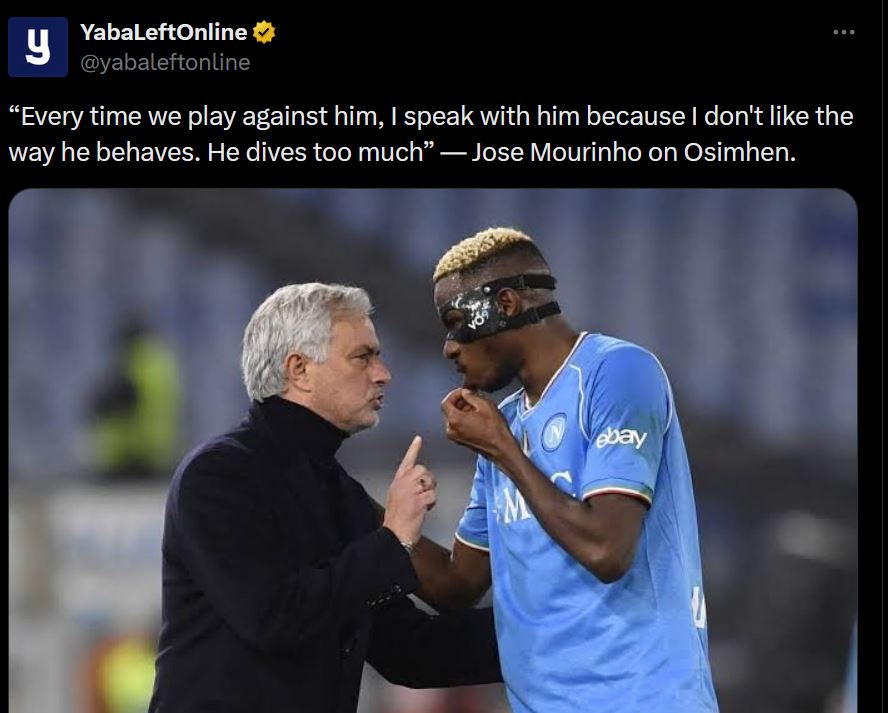 YabaLeftOnline
@yabaleftonline
“Every time we play against him, I speak with him because I don't like the
way he behaves. He dives too much” — Jose Mourinho on Osimhen.
VO9
N
ebay